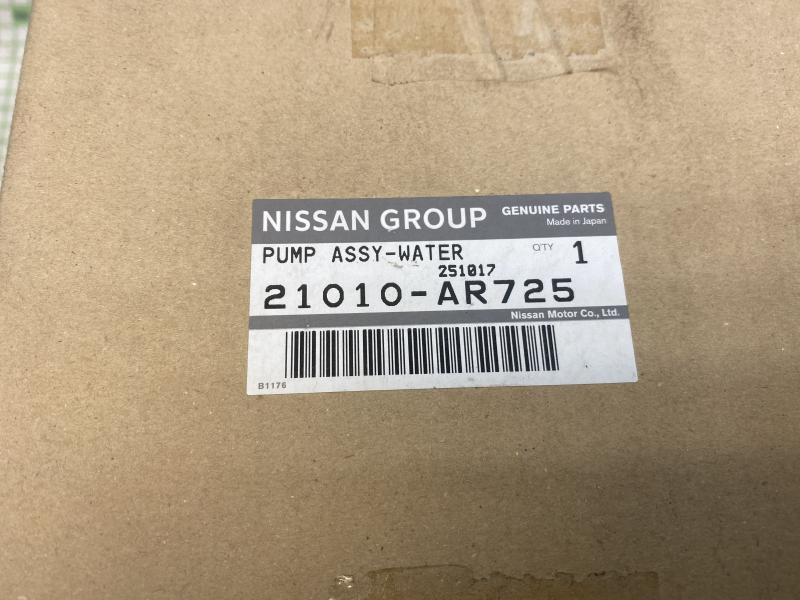 NISSAN GROUP GENUINE PARTS
Made in Japan
PUMP ASSY-WATER Q'TY 1
251017
21010-AR725
Nissan Motor Co., Ltd.
B1176